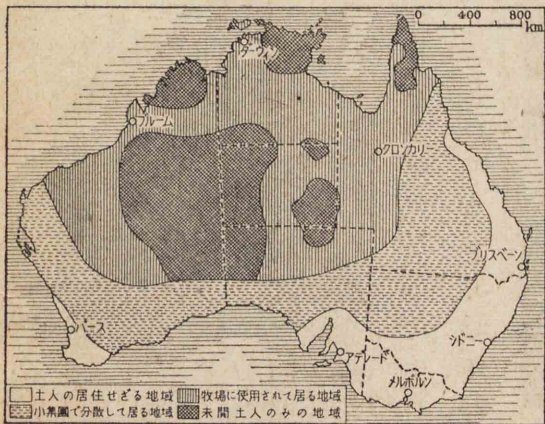 0 400 800
km
ダーウィン
ブルーム
クロンカリー
ブリスベーン
パース
シドニー
アデレード
メルボルン
土人の居住せざる地域
牧場に使用されて居る地域
小集團で分散して居る地域
未開土人のみの地域